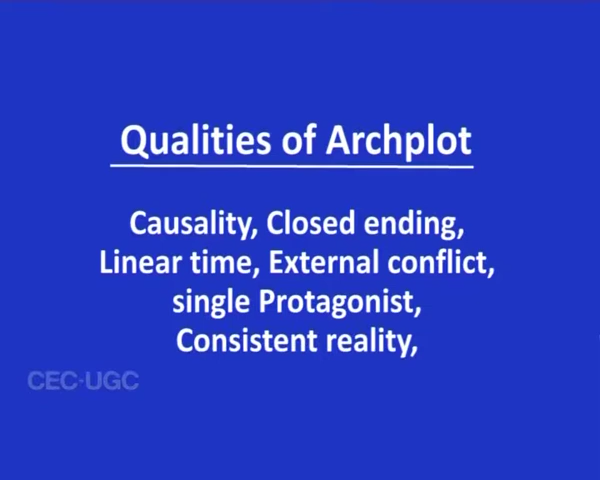 Qualities of Archplot
Causality, Closed ending,
Linear time, External conflict,
single Protagonist,
Consistent reality,
CEC-UGC